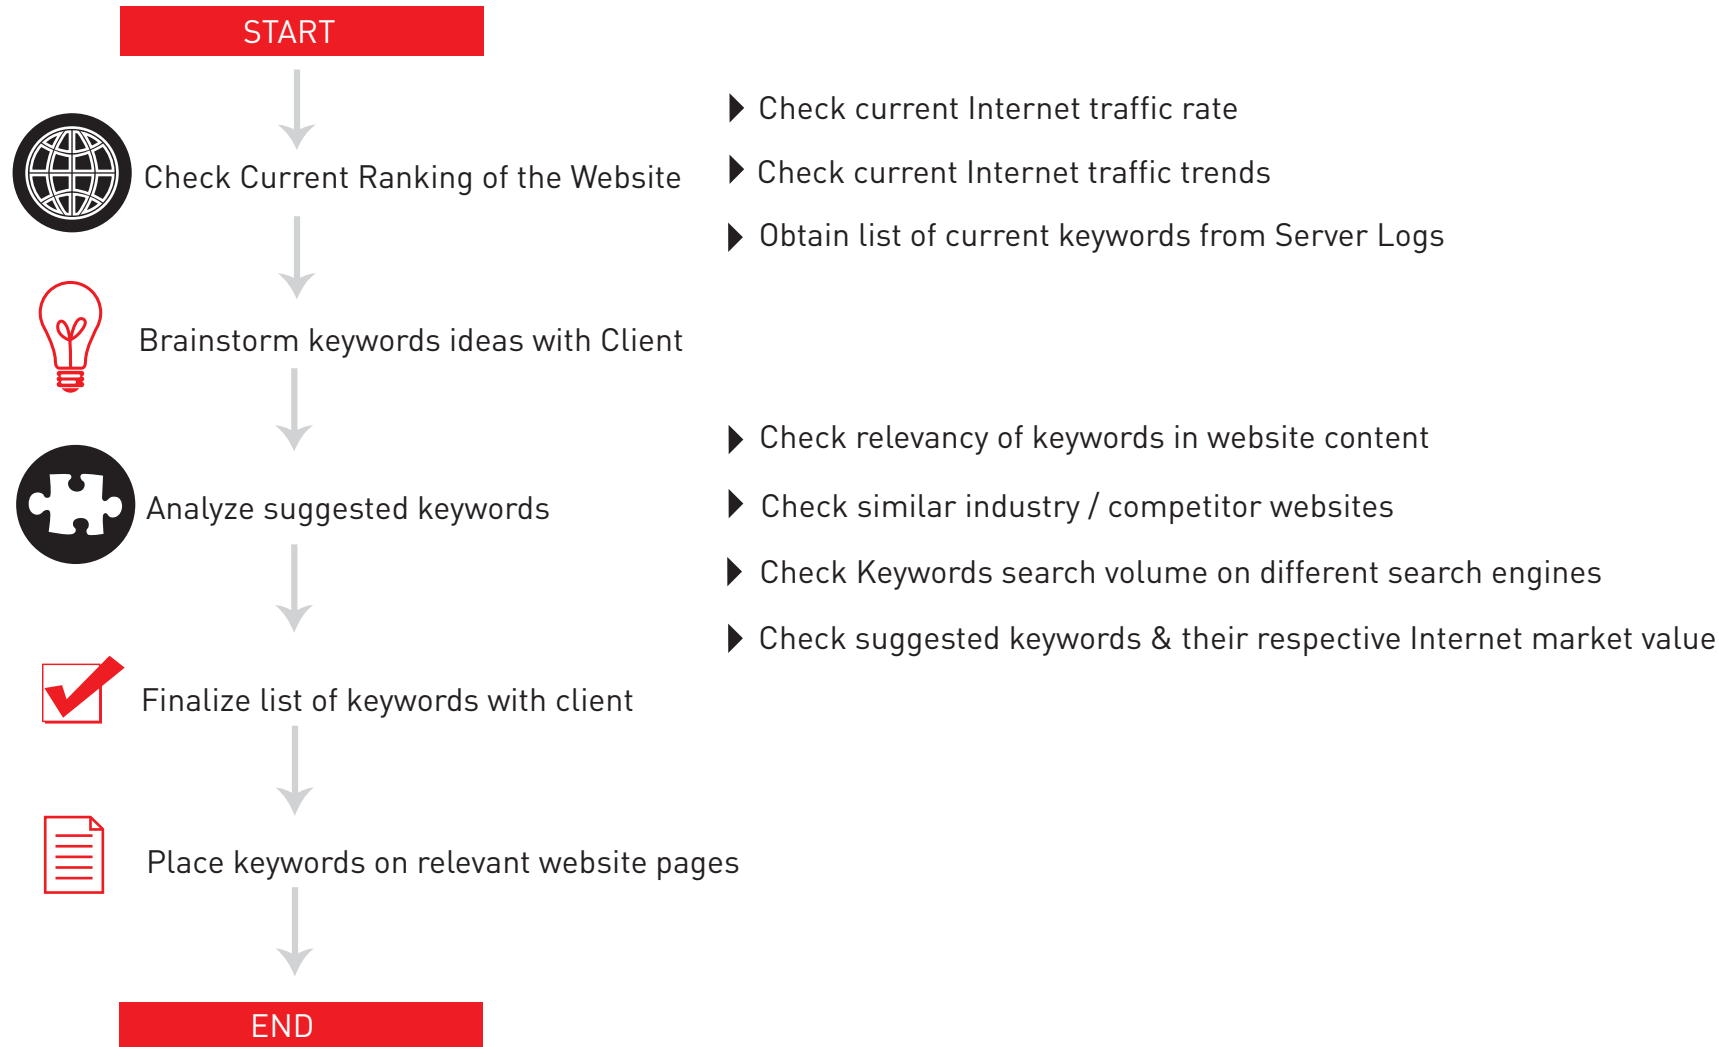 START
Check Current Ranking of the Website
Check current Internet traffic rate
Check current Internet traffic trends
Obtain list of current keywords from Server Logs
Brainstorm keywords ideas with Client
Analyze suggested keywords
Check relevancy of keywords in website content
Check similar industry / competitor websites
Check Keywords search volume on different search engines
Check suggested keywords & their respective Internet market value
Finalize list of keywords with client
Place keywords on relevant website pages
END